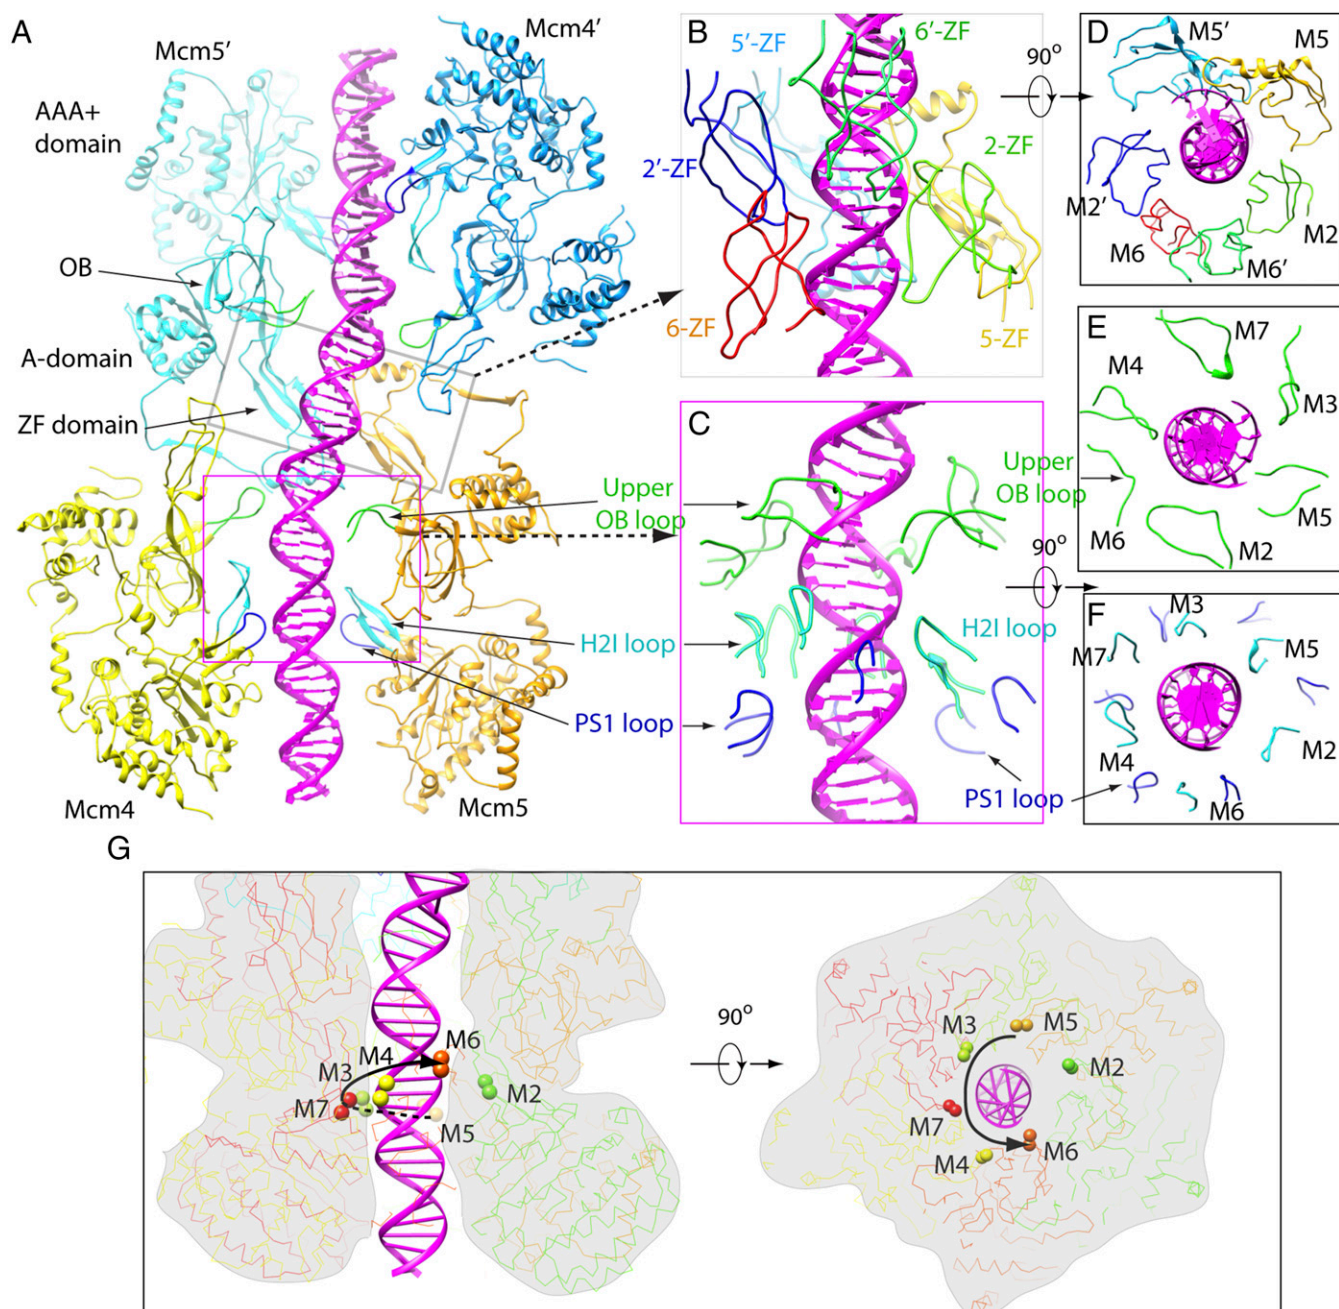 A
Mcm5′
Mcm4′
AAA+
domain
OB
A-domain
ZF domain
Upper
OB loop
H2I loop
PS1 loop
Mcm4
Mcm5
B
5′-ZF
6′-ZF
2′-ZF
2-ZF
6-ZF
5-ZF
90°
D
M5′
M5
M2′
M2
M6
M6′
C
Upper
OB loop
H2I loop
PS1 loop
90°
E
M7
M4
M3
M5
M6
M2
F
M3
M7
M5
M4
M2
M6
G
M6
M4
M3
M7
M2
M5
90°
M3
M5
M2
M7
M4
M6